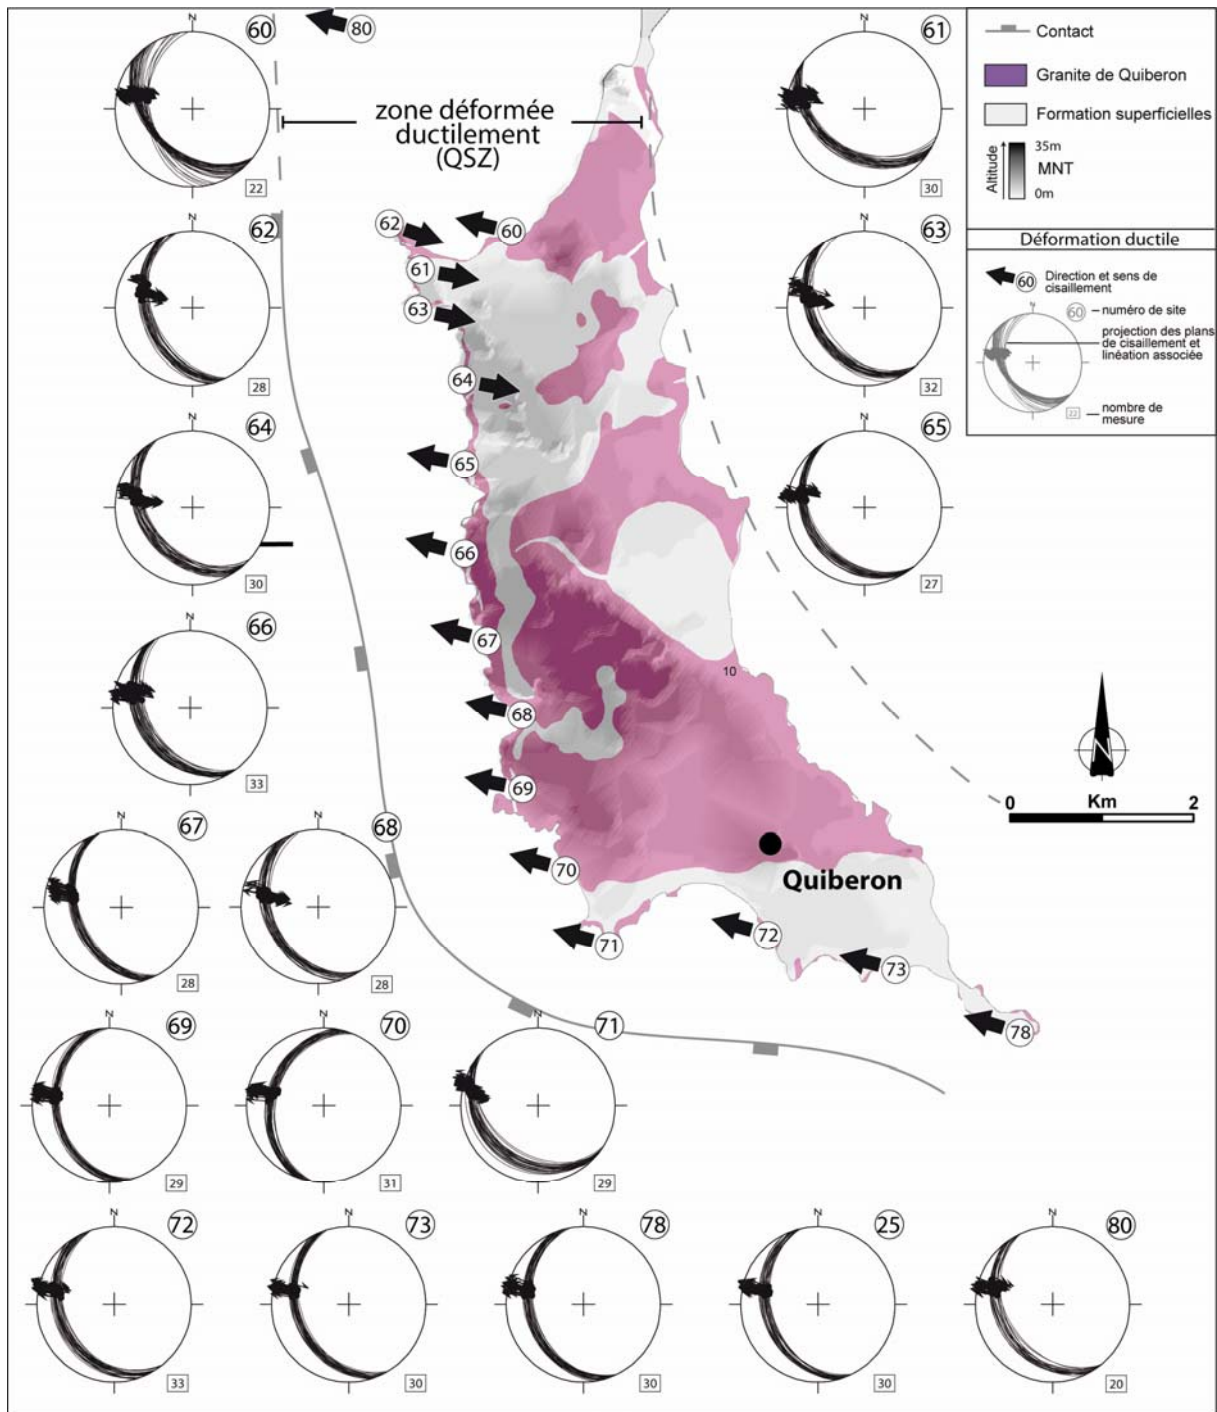 N
60
22
80
zone déformée
ductilement
(QSZ)
N
61
30
Contact
Granite de Quiberon
Formation superficielles
Altitude
35m
MNT
0m
Déformation ductile
60
Direction et sens de
cisaillement
60
numéro de site
N
projection des plans
de cisaillement et
linéation associée
22
nombre de
mesure
N
62
28
N
63
32
N
64
30
N
65
27
N
66
33
N
67
28
N
68
28
N
69
29
N
70
31
N
71
29
N
72
33
N
73
30
N
78
30
N
25
30
N
80
20
62
60
61
63
64
65
66
67
68
69
70
71
72
73
78
10
Quiberon
N
0
Km
2